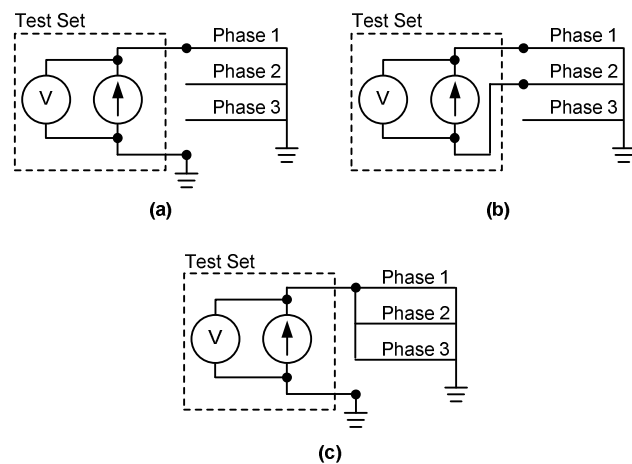 Test Set
Phase 1
Phase 2
Phase 3
V
(a)
Test Set
Phase 1
Phase 2
Phase 3
V
(b)
Test Set
Phase 1
Phase 2
Phase 3
V
(c)